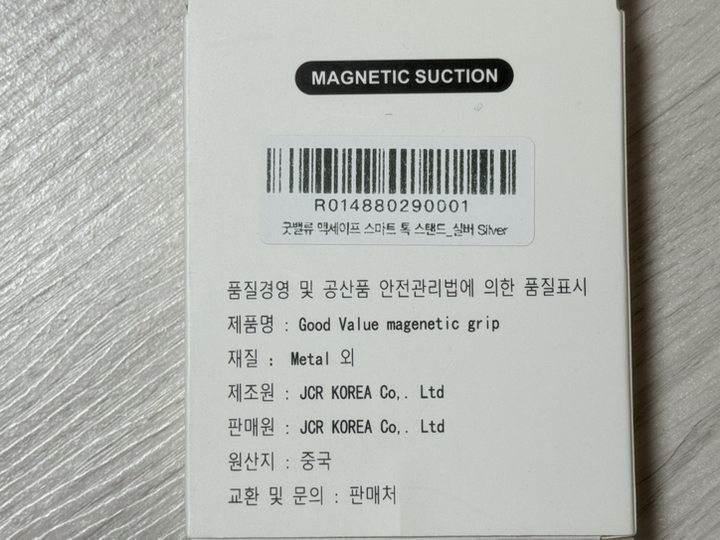 MAGNETIC SUCTION
R014880290001
굿밸류 맥세이프 스마트 톡 스탠드_실버 Silver
품질경영 및 공산품 안전관리법에 의한 품질표시
제품명 : Good Value magenetic grip
재질 : Metal 외
제조원 : JCR KOREA Co,. Ltd
판매원 : JCR KOREA Co,. Ltd
원산지 : 중국
교환 및 문의 : 판매처